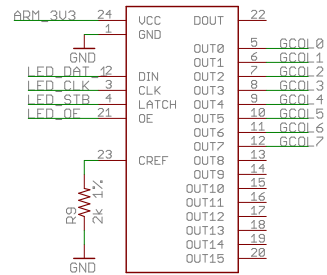 ARM_3V3 24 VCC DOUT 22
1 GND
GND
OUT0 5 GCOL0
OUT1 6 GCOL1
LED_DAT_1 2 DIN OUT2 7 GCOL2
LED_CLK 3 CLK OUT3 8 GCOL3
LED_STB 4 LATCH OUT4 9 GCOL4
LED_OE 21 OE OUT5 10 GCOL5
OUT6 11 GCOL6
OUT7 12 GCOL7
23 CREF OUT8 13
OUT9 14
OUT10 15
OUT11 16
R9 2k 1% OUT12 17
OUT13 18
OUT14 19
OUT15 20
GND